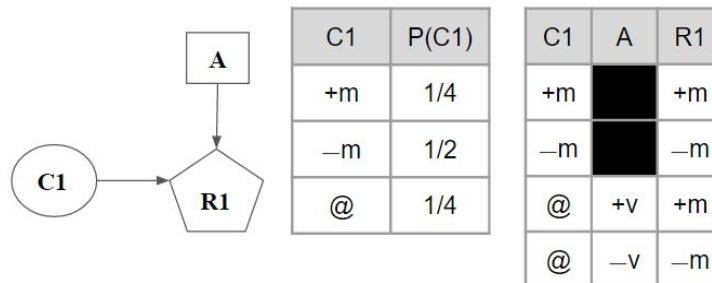 A
C1
R1
C1 P(C1)
+m 1/4
—m 1/2
@ 1/4
C1 A R1
+m +m
—m —m
@ +v +m
@ —v —m